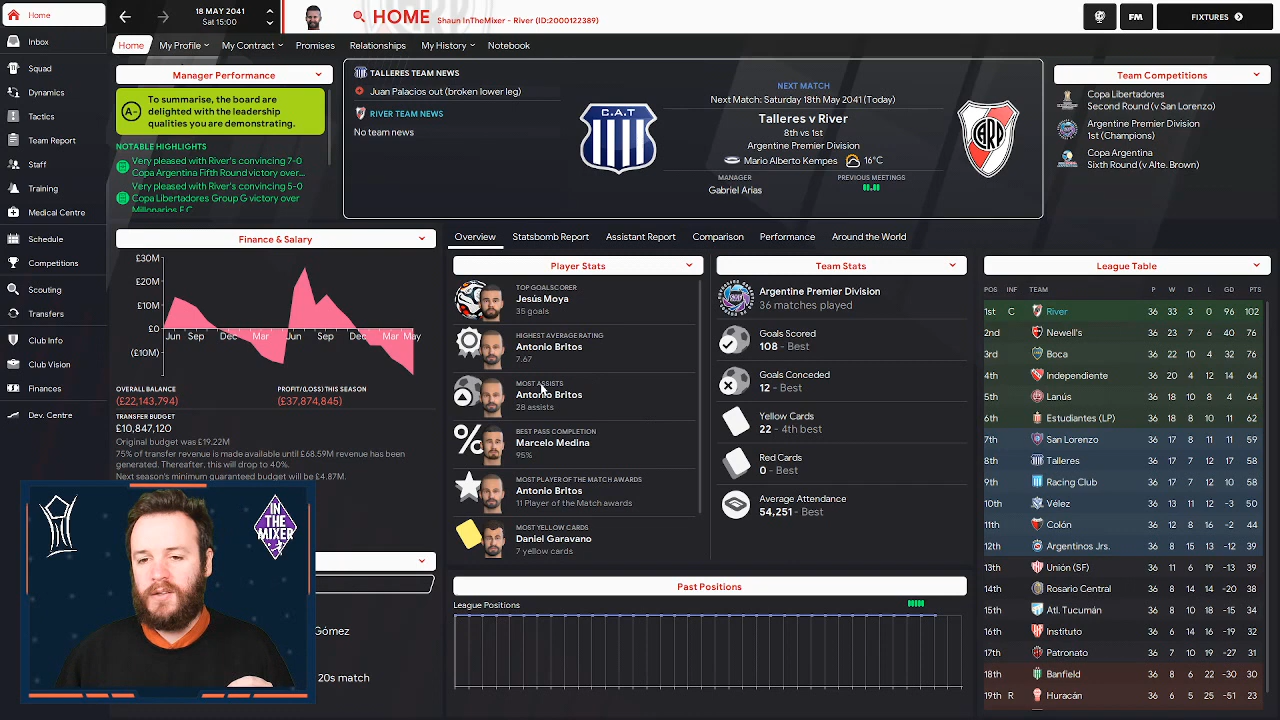 Home
18 MAY 2041
Sat 15:00
HOME
Shaun InTheMixer - River (ID:2000122389)
FM
FIXTURES
Inbox
Squad
Dynamics
Tactics
Team Report
Staff
Training
Medical Centre
Schedule
Competitions
Scouting
Transfers
Club Info
Club Vision
Finances
Dev. Centre
Home
My Profile
My Contract
Promises
Relationships
My History
Notebook
Manager Performance
A-
To summarise, the board are
delighted with the leadership
qualities you are demonstrating.
NOTABLE HIGHLIGHTS
Very pleased with River's convincing 7-0
Copa Argentina Fifth Round victory over...
Very pleased with River's convincing 5-0
Copa Libertadores Group G victory over
Millonarios F.C.
TALLERES TEAM NEWS
Juan Palacios out (broken lower leg)
RIVER TEAM NEWS
No team news
C.A.T
NEXT MATCH
Next Match: Saturday 18th May 2041 (Today)
Talleres v River
8th vs 1st
Argentine Premier Division
Mario Alberto Kemp...
16°C
MANAGER
Gabriel Arias
PREVIOUS MEETINGS
Team Competitions
Copa Libertadores
Second Round (v San Lorenzo)
Argentine Premier Division
1st (Champions)
Copa Argentina
Sixth Round (v Alte. Brown)
Finance & Salary
£30M
£20M
£10M
£0
(£10M)
Jun Sep Dec Mar Jun Sep Dec Mar May
OVERALL BALANCE
(£22,143,794)
PROFIT/(LOSS) THIS SEASON
(£37,874,845)
TRANSFER BUDGET
£10,847,120
Original budget was £19.22M
75% of transfer revenue is made available until £68.59M revenue has been
generated. Thereafter, this will drop to 40%.
Next season's minimum guaranteed budget will be £4.87M.
IN
THE
MIXER
Gómez
20s match
Overview
Statsbomb Report
Assistant Report
Comparison
Performance
Around the World
Player Stats
TOP GOALSCORER
Jesús Moya
35 goals
HIGHEST AVERAGE RATING
Antonio Britos
7.67
MOST ASSISTS
Antonio Britos
28 assists
BEST PASS COMPLETION
Marcelo Medina
95%
MOST PLAYER OF THE MATCH AWARDS
Antonio Britos
11 Player of the Match awards
MOST YELLOW CARDS
Daniel Garavano
7 yellow cards
Team Stats
Argentine Premier Division
36 matches played
Goals Scored
108 - Best
Goals Conceded
12 - Best
Yellow Cards
22 - 4th best
Red Cards
0 - Best
Average Attendance
54,251 - Best
Past Positions
League Positions
League Table
POS INF TEAM P W D L GD PTS
1st C River 36 33 3 0 96 102
2nd Newell's 36 23 7 6 40 76
3rd Boca 36 22 10 4 32 76
4th Independiente 36 20 4 12 14 64
5th Lanús 36 18 8 10 14 62
6th Estudiantes (LP) 36 18 8 10 11 62
7th San Lorenzo 36 17 8 11 11 59
8th Talleres 36 17 7 12 17 58
9th Racing Club 36 17 7 12 10 58
10th Vélez 36 13 11 12 3 50
11th Colón 36 12 8 16 -2 44
12th Argentinos Jrs. 36 8 15 13 -12 39
13th Unión (SF) 36 11 6 19 -13 39
14th Rosario Central 36 8 14 14 -19 38
15th Atl. Tucumán 36 8 10 18 -15 34
16th Instituto 36 8 14 14 -19 32
17th Patronato 36 6 13 17 -27 31
18th Banfield 36 8 6 22 -30 30
19th R Huracán 36 6 5 25 -51 23